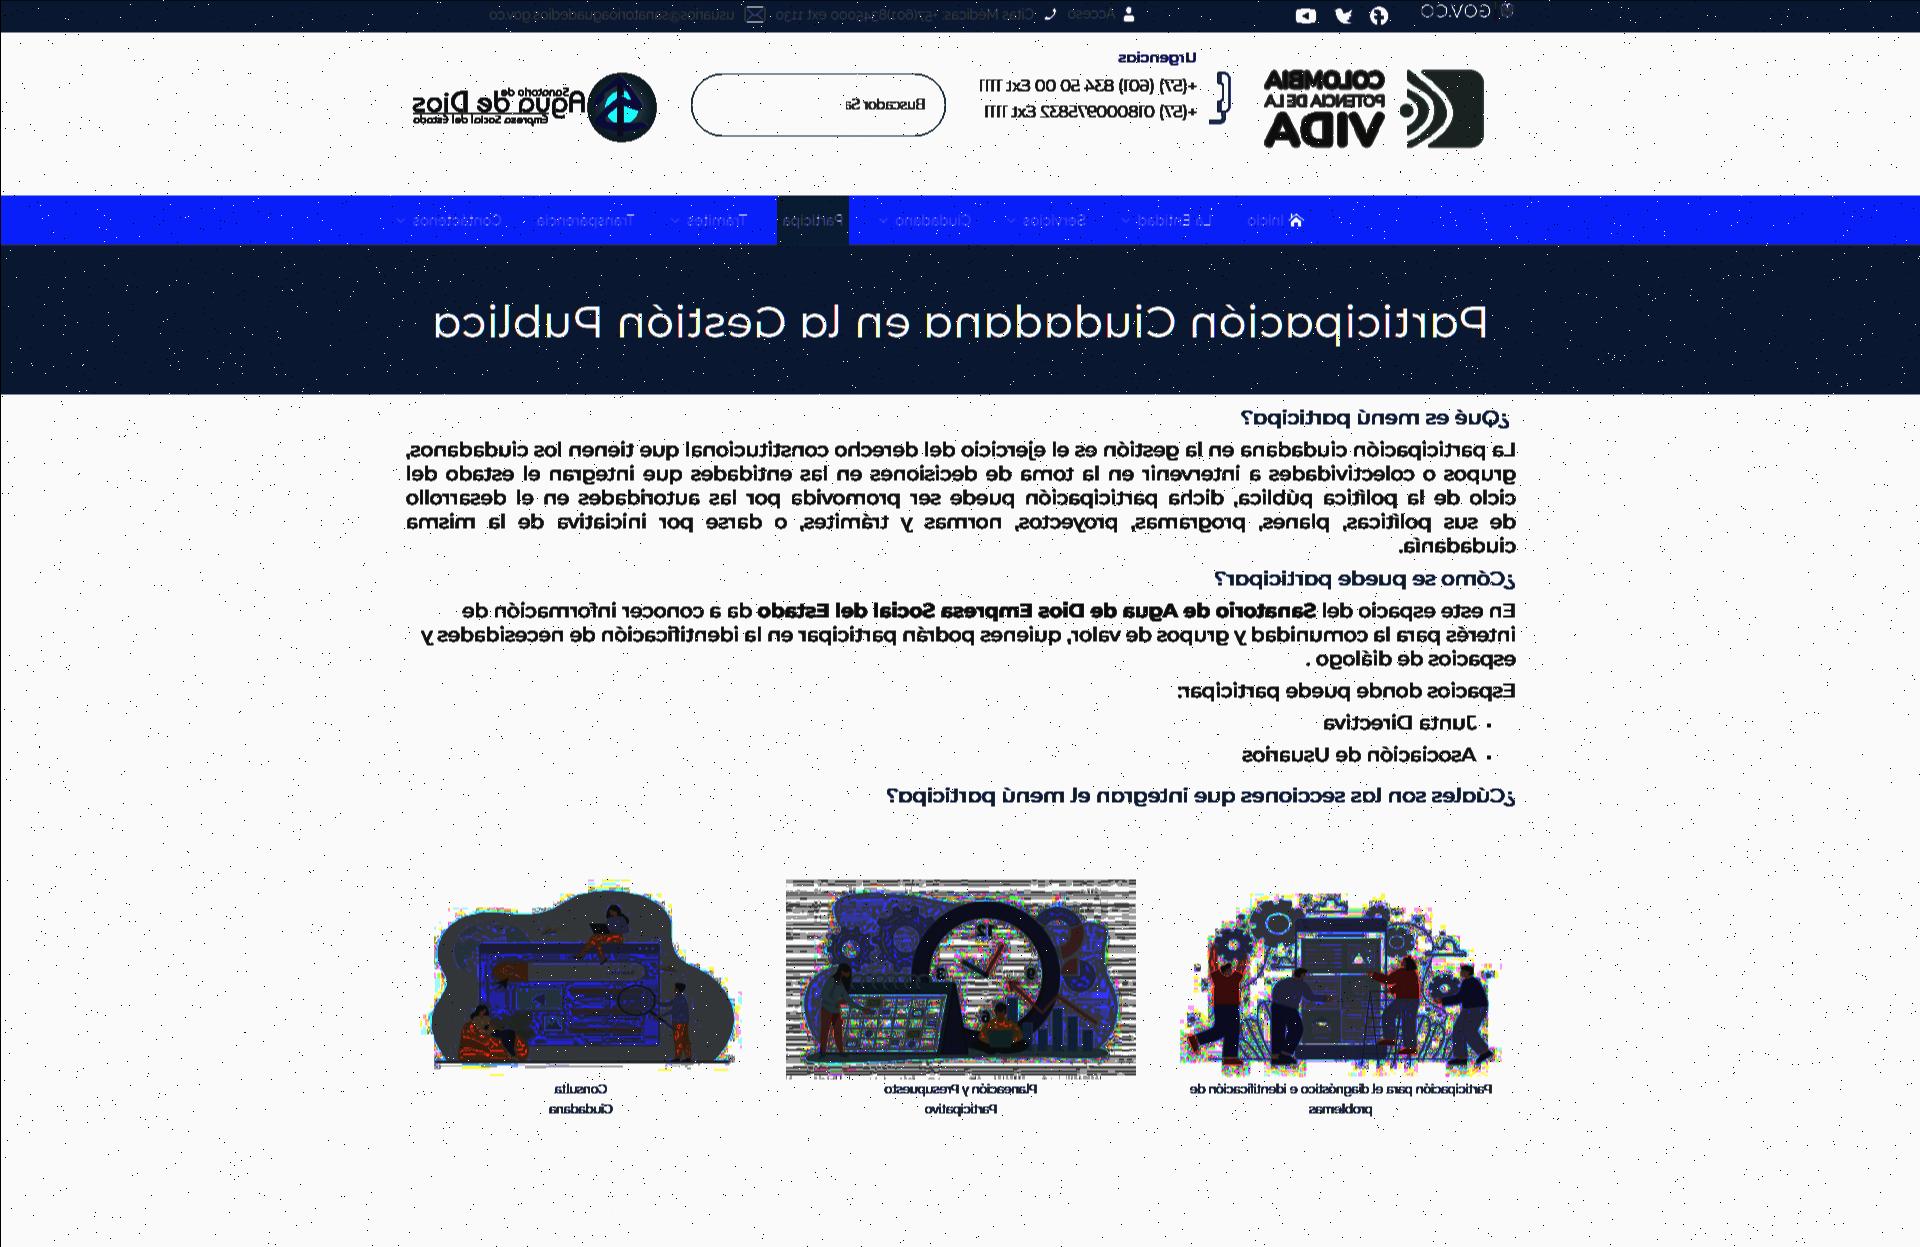 GOV.CO
Acceso
Citas Médicas: +57(601)8345000 ext 1130
usuarios@sanatorioaguadedios.gov.co
COLOMBIA
POTENCIA DE LA
VIDA
Urgencias
+(57) (601) 834 50 00 Ext 1111
+(57) 018000975832 Ext 1111
Buscador Sa
Sanatorio de
Agua de Dios
Empresa Social del Estado
Inicio
La Entidad
Servicios
Ciudadano
Participa
Trámites
Transparencia
Contáctenos
Participación Ciudadana en la Gestión Publica
¿Qué es menú participa?
La participación ciudadana en la gestión es el ejercicio del derecho constitucional que tienen los ciudadanos,
grupos o colectividades a intervenir en la toma de decisiones en las entidades que integran el estado del
ciclo de la política pública, dicha participación puede ser promovida por las autoridades en el desarrollo
de sus políticas, planes, programas, proyectos, normas y trámites, o darse por iniciativa de la misma
ciudadanía.
¿Cómo se puede participar?
En este espacio del Sanatorio de Agua de Dios Empresa Social del Estado da a conocer información de
interés para la comunidad y grupos de valor, quienes podrán participar en la identificación de necesidades y
espacios de diálogo .
Espacios donde puede participar:
• Junta Directiva
• Asociación de Usuarios
¿Cúales son las secciones que integran el menú participa?
12
Participación para el diagnóstico e identificación de
problemas
Planeación y Presupuesto
Participativo
Consulta
Ciudadana